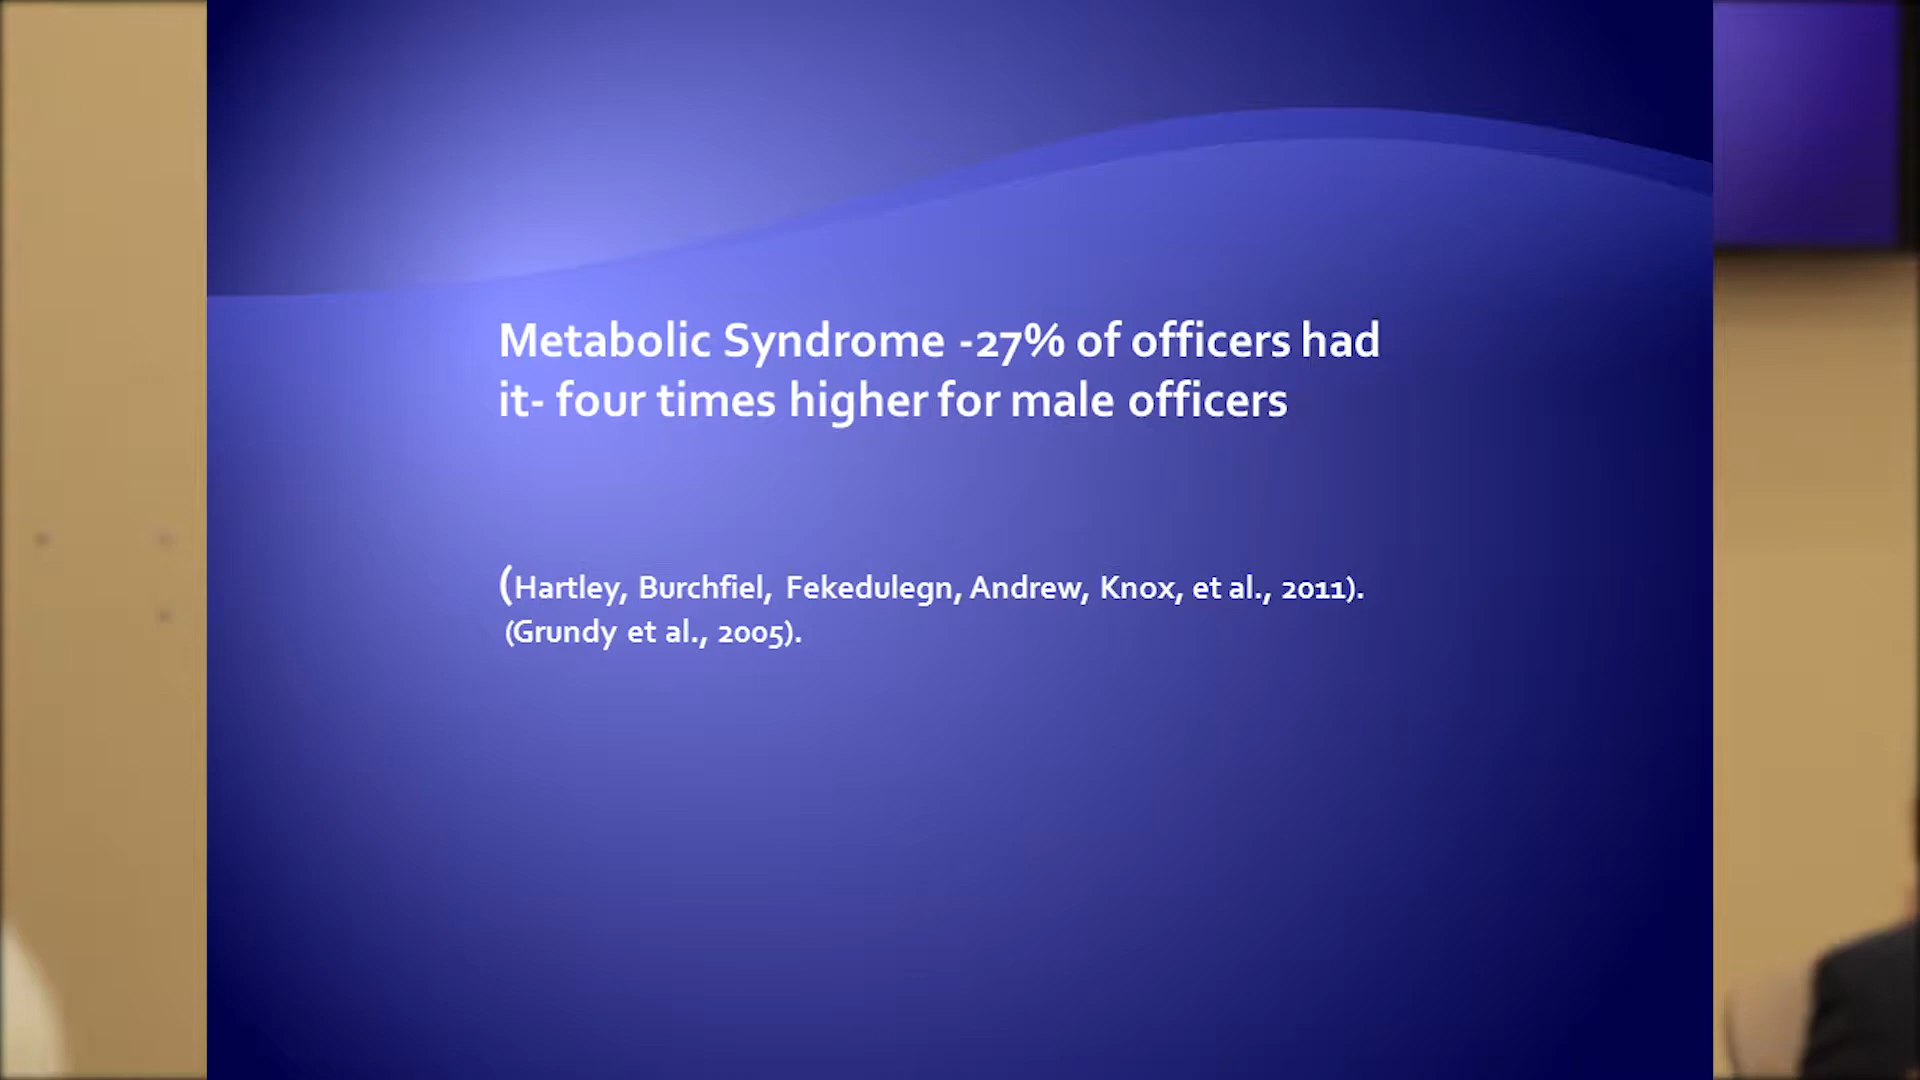 Metabolic Syndrome -27% of officers had
it- four times higher for male officers
(Hartley, Burchfiel, Fekedulegn, Andrew, Knox, et al., 2011).
(Grundy et al., 2005).